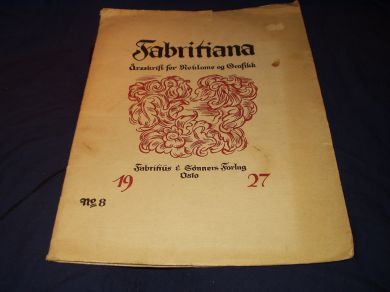 Fabritiana
Årsskrift for Reklame og Grafikk
Fabritius & Sønners Forlag
Oslo
19 27
No 8